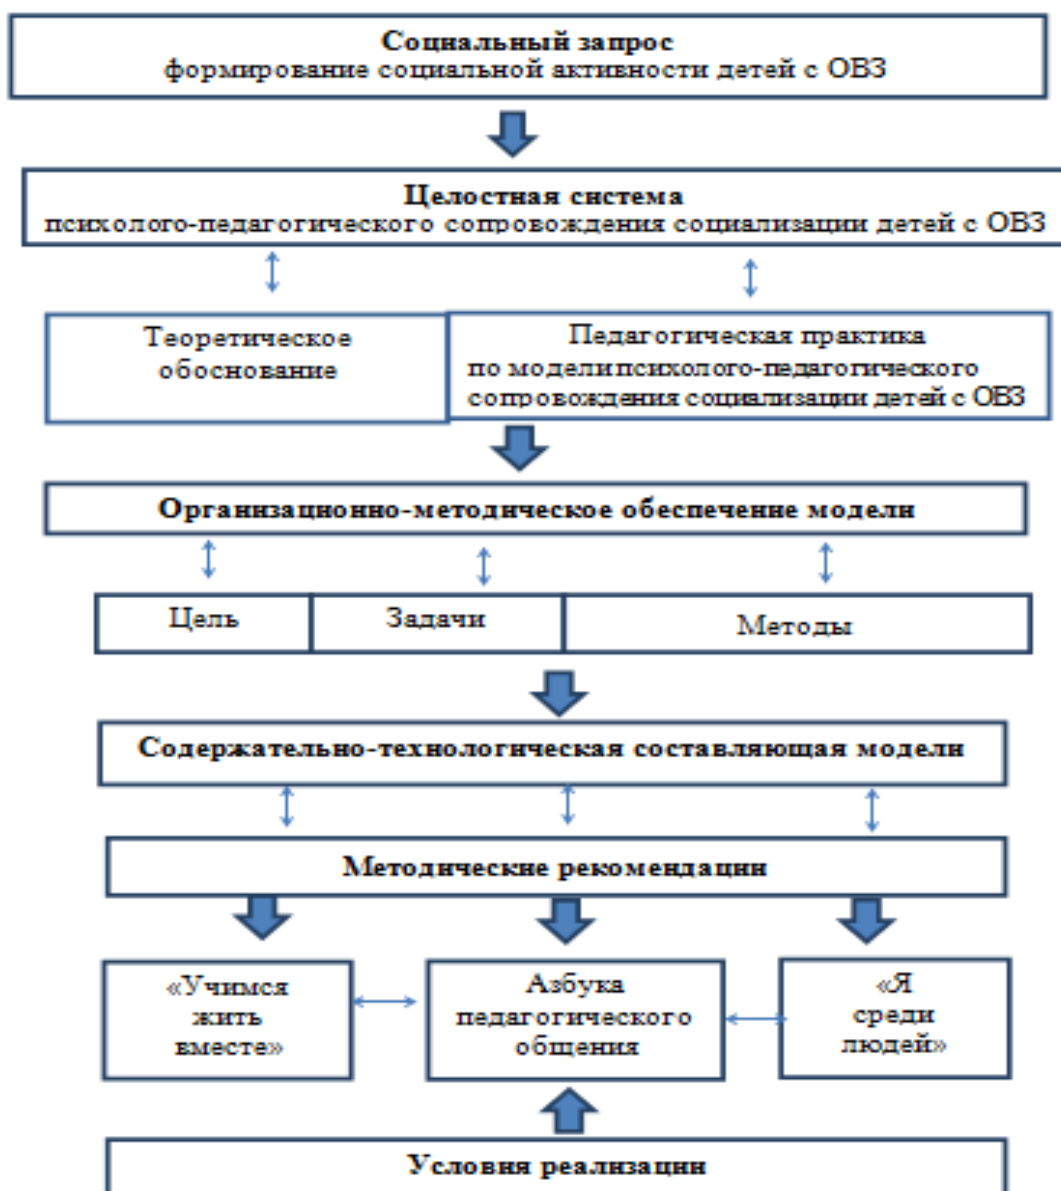 Социальный запрос
формирование социальной активности детей с ОВЗ
Целостная система
психолого-педагогического сопровождения социализации детей с ОВЗ
Теоретическое
обоснование
Педагогическая практика
по модели психолого-педагогического
сопровождения социализации детей с ОВЗ
Организационно-методическое обеспечение модели
Цель
Задачи
Методы
Содержательно-технологическая составляющая модели
Методические рекомендации
«Учимся
жить
вместе»
Азбука
педагогического
общения
«Я
среди
людей»
Условия реализации